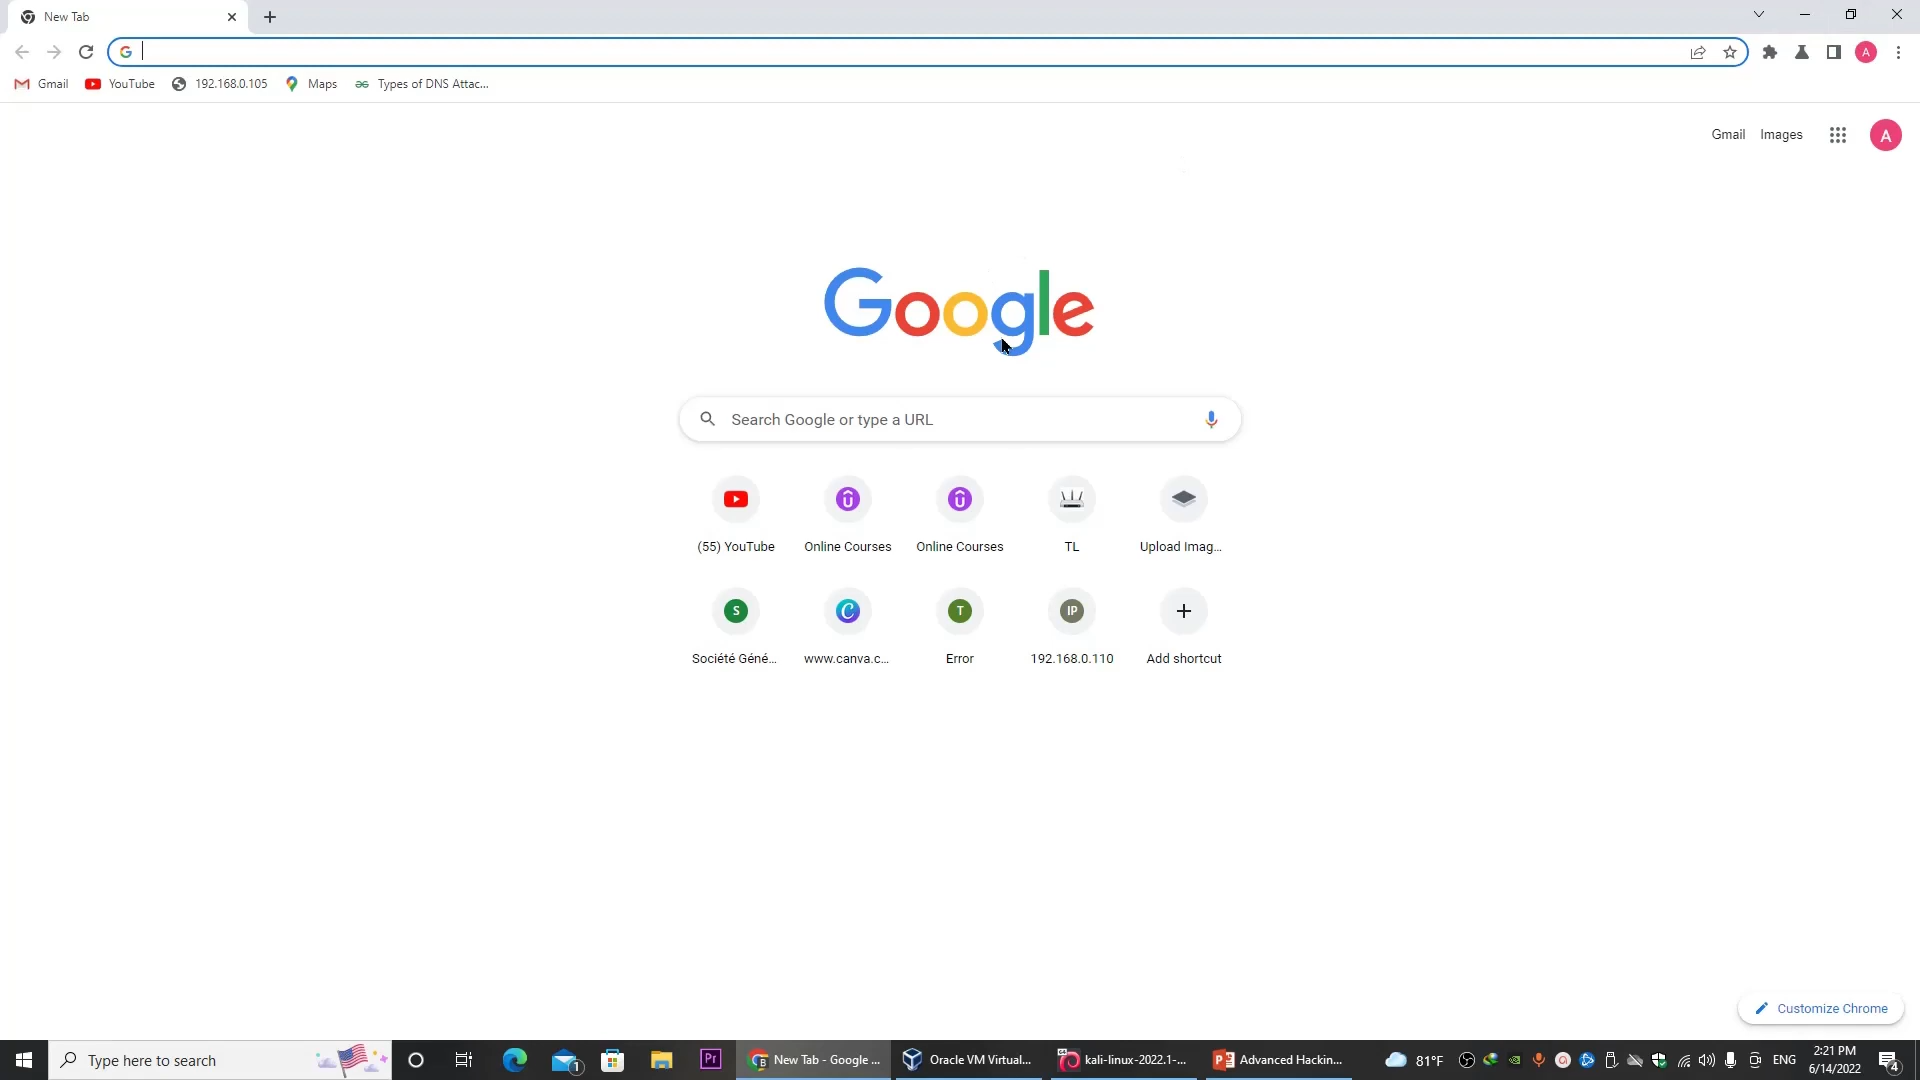 New Tab
Gmail
YouTube
192.168.0.105
Maps
Types of DNS Attac...
Gmail
Images
A
A
Google
Search Google or type a URL
(55) YouTube
Online Courses
Online Courses
TL
Upload Imag...
S
T
IP
Société Géné...
www.canva.c...
Error
192.168.0.110
Add shortcut
Customize Chrome
Type here to search
1
Pr
New Tab - Google ...
Oracle VM Virtual...
kali-linux-2022.1-...
Advanced Hackin...
81°F
ENG
2:21 PM
6/14/2022
4